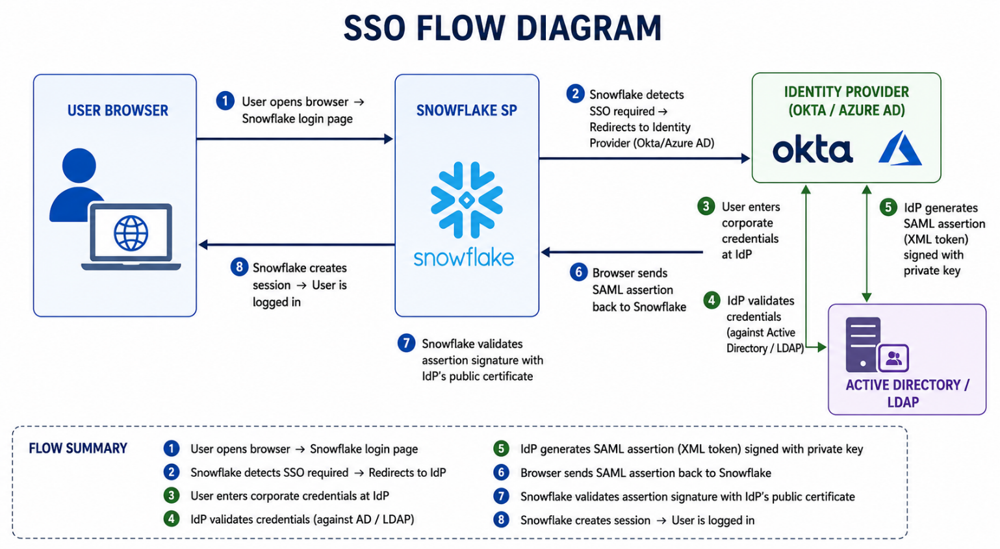 SSO FLOW DIAGRAM
USER BROWSER
1 User opens browser →
Snowflake login page
SNOWFLAKE SP
snowflake
2 Snowflake detects
SSO required →
Redirects to Identity
Provider (Okta/Azure AD)
IDENTITY PROVIDER
(OKTA / AZURE AD)
okta
3 User enters
corporate
credentials
at IdP
4 IdP validates
credentials
(against Active
Directory / LDAP)
5 IdP generates
SAML assertion
(XML token)
signed with
private key
ACTIVE DIRECTORY /
LDAP
6 Browser sends
SAML assertion
back to Snowflake
7 Snowflake validates
assertion signature with
IdP's public certificate
8 Snowflake creates
session → User is
logged in
FLOW SUMMARY
1 User opens browser → Snowflake login page
2 Snowflake detects SSO required → Redirects to IdP
3 User enters corporate credentials at IdP
4 IdP validates credentials (against AD / LDAP)
5 IdP generates SAML assertion (XML token) signed with private key
6 Browser sends SAML assertion back to Snowflake
7 Snowflake validates assertion signature with IdP's public certificate
8 Snowflake creates session → User is logged in